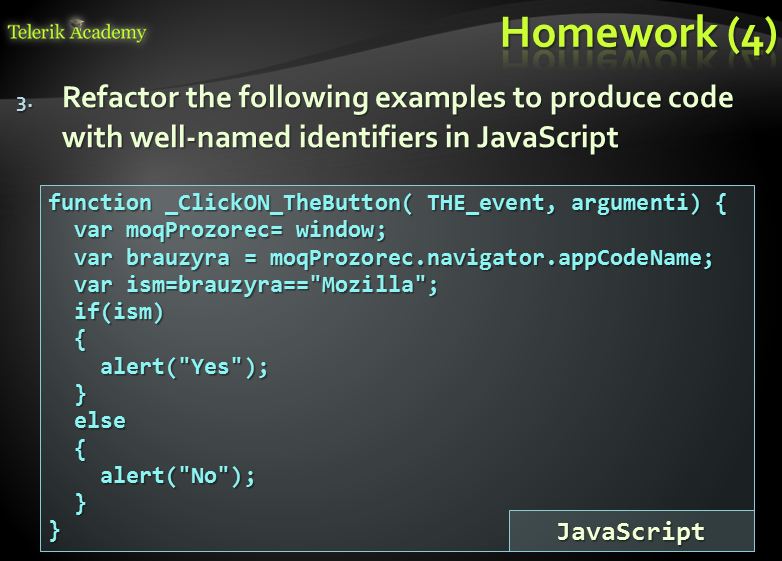 Telerik Academy
Homework (4)
3. Refactor the following examples to produce code
with well-named identifiers in JavaScript
function _ClickON_TheButton( THE_event, argumenti) {
  var moqProzorec= window;
  var brauzyra = moqProzorec.navigator.appCodeName;
  var ism=brauzyra=="Mozilla";
  if(ism)
  {
    alert("Yes");
  }
  else
  {
    alert("No");
  }
}
JavaScript